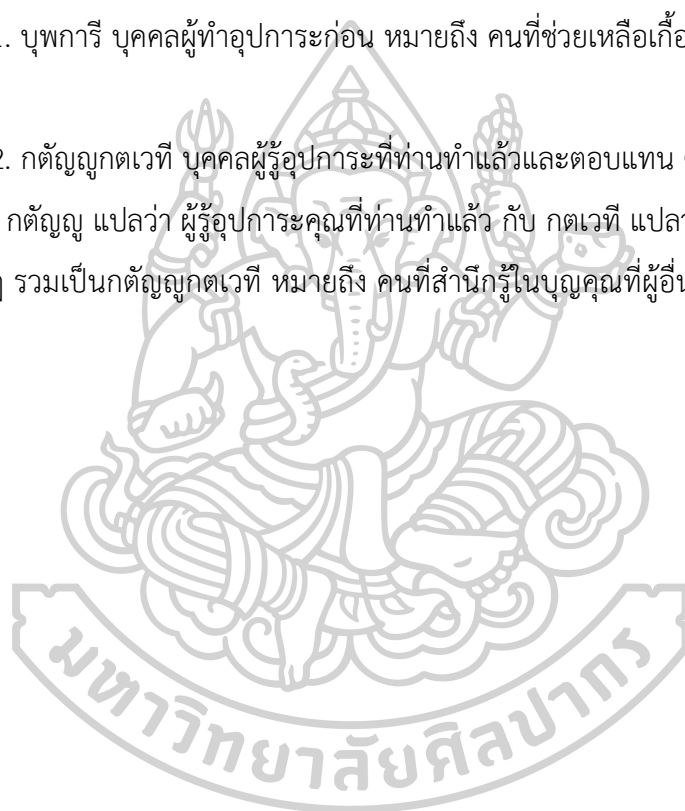 . บุพการี บุคคลผู้ทำอุปการะก่อน หมายถึง คนที่ช่วยเหลือเกื้อ
2. กตัญญูกตเวที บุคคลผู้รู้อุปการะที่ท่านทำแล้วและตอบแทน
กตัญญู แปลว่า ผู้รู้อุปการะคุณที่ท่านทำแล้ว กับ กตเวที แปลว
ๆ รวมเป็นกตัญญูกตเวที หมายถึง คนที่สำนึกรู้ในบุญคุณที่ผู้อื่น
มหาวิทยาลัยศิลปากร